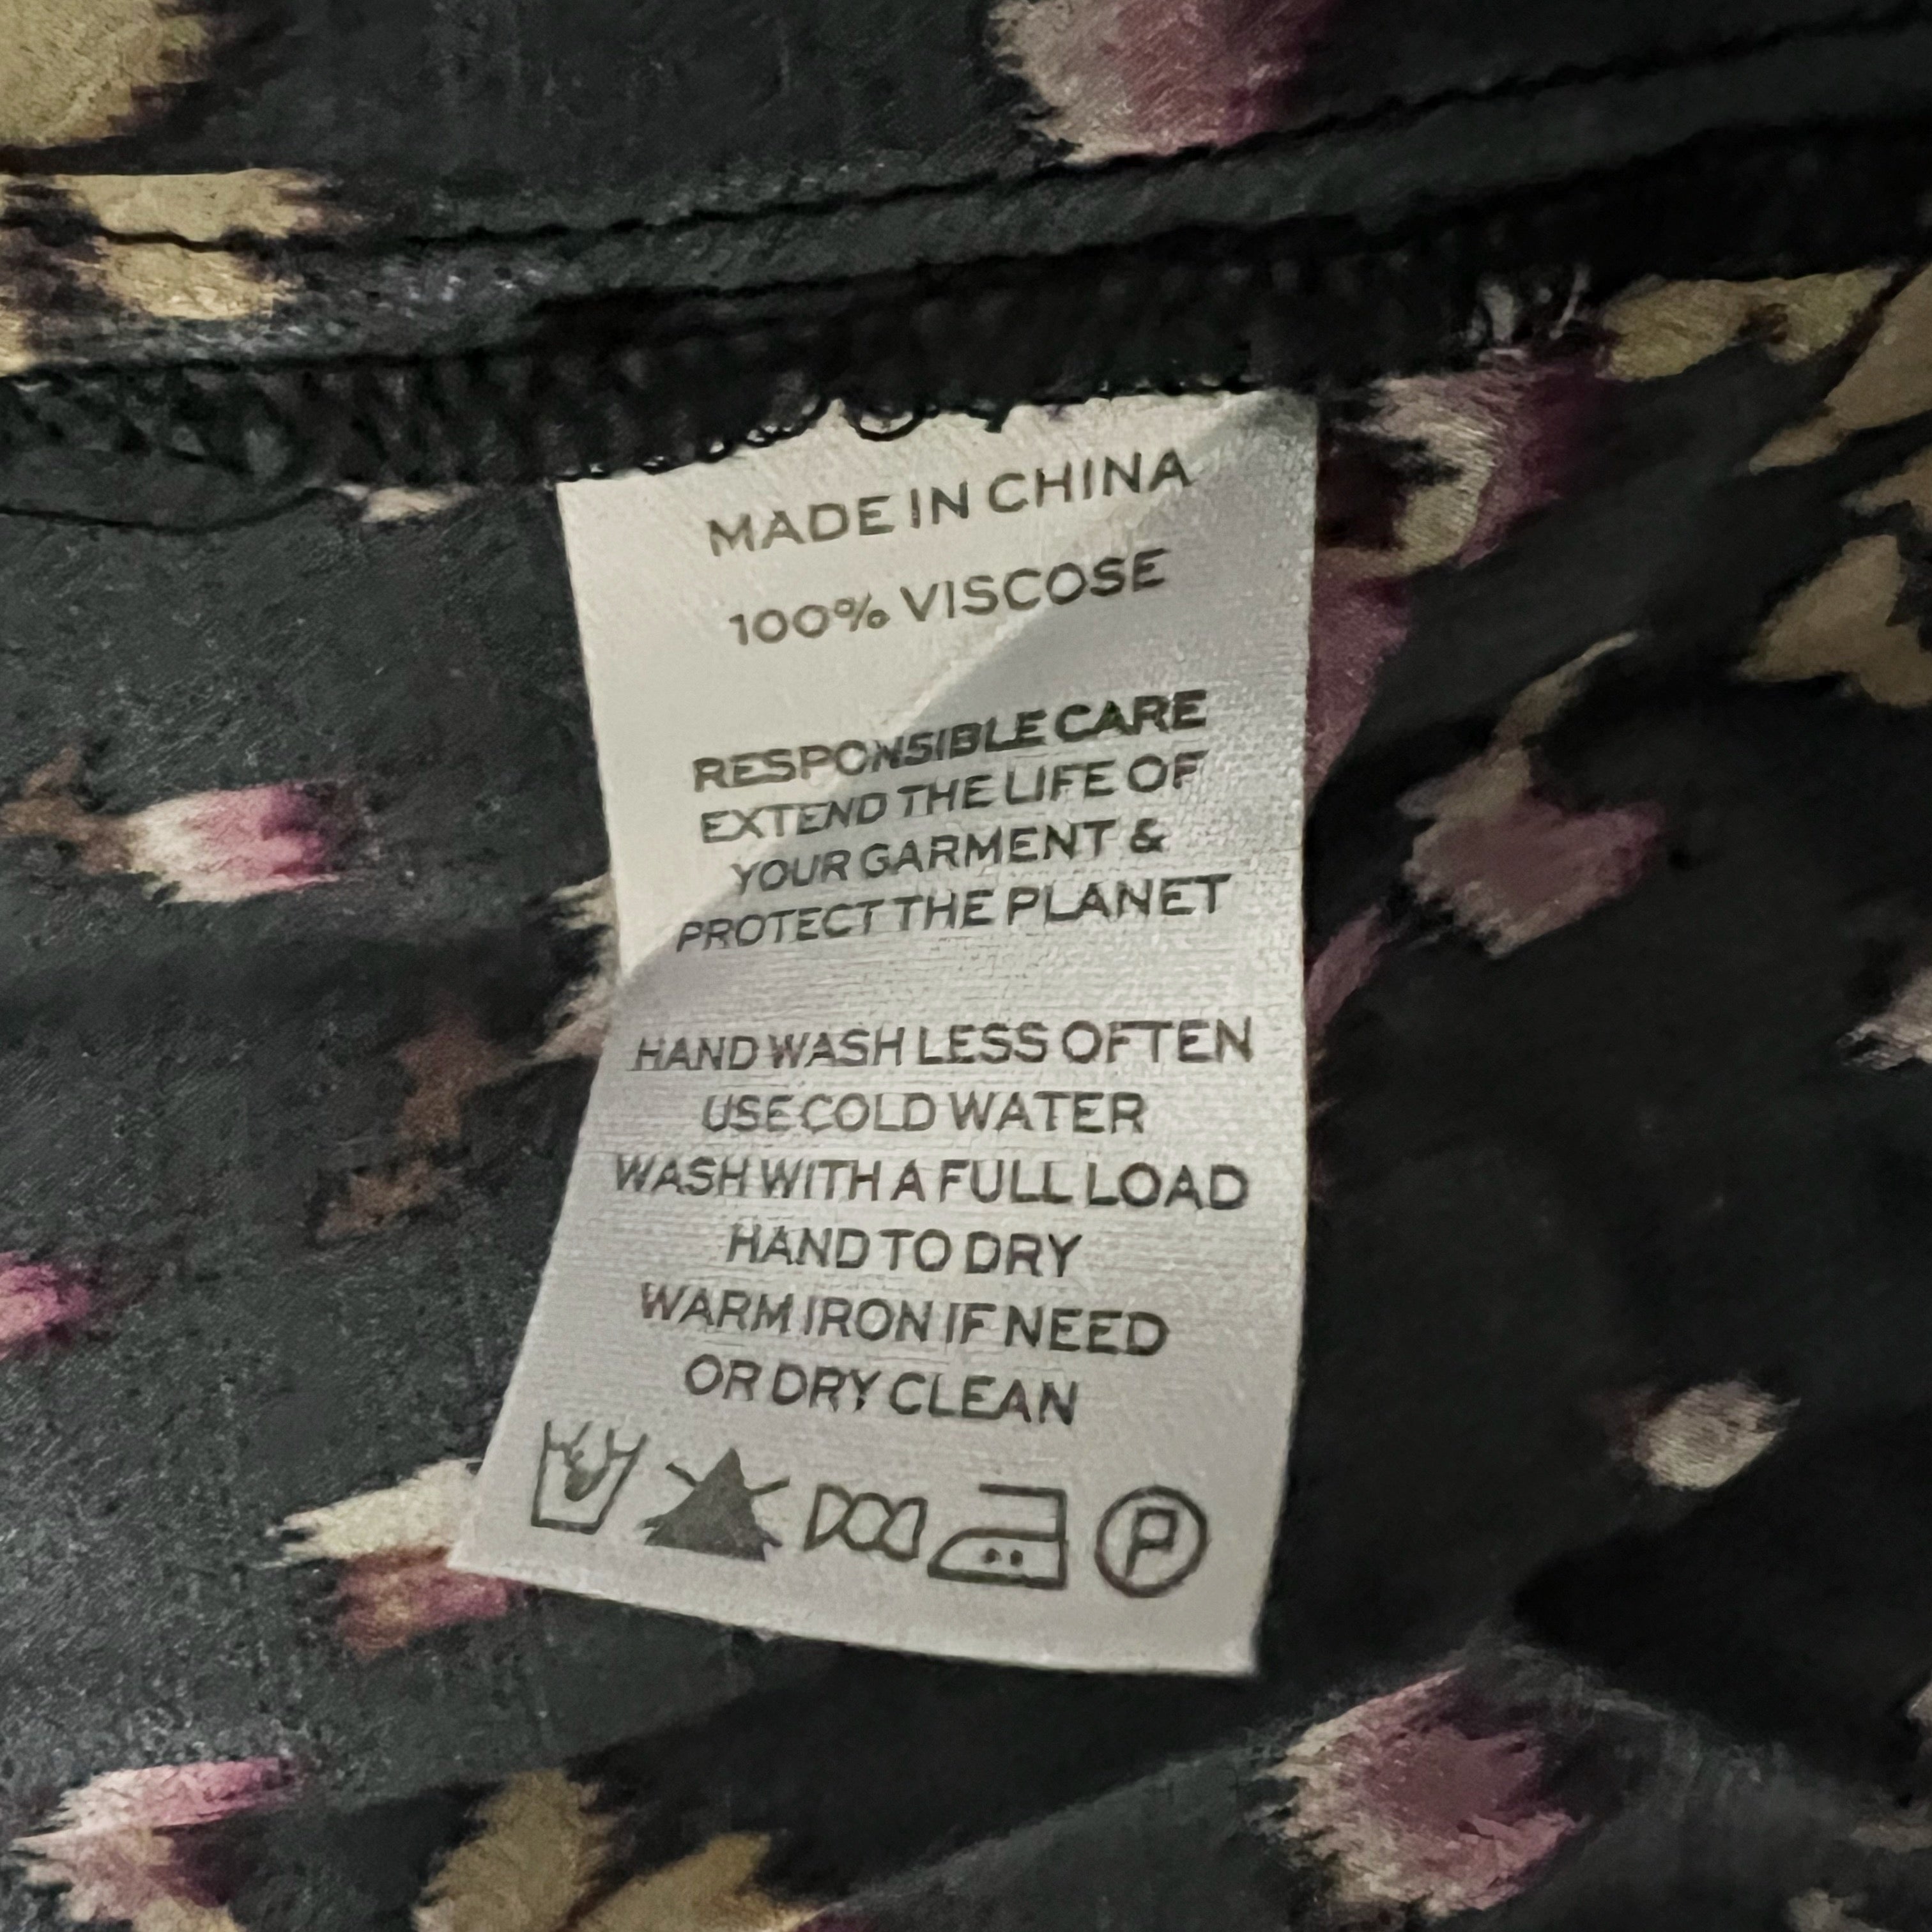 MADE IN CHINA
100% VISCOSE
RESPONSIBLE CARE
EXTEND THE LIFE OF
YOUR GARMENT &
PROTECT THE PLANET
HAND WASH LESS OFTEN
USE COLD WATER
WASH WITH A FULL LOAD
HAND TO DRY
WARM IRON IF NEED
OR DRY CLEAN
P